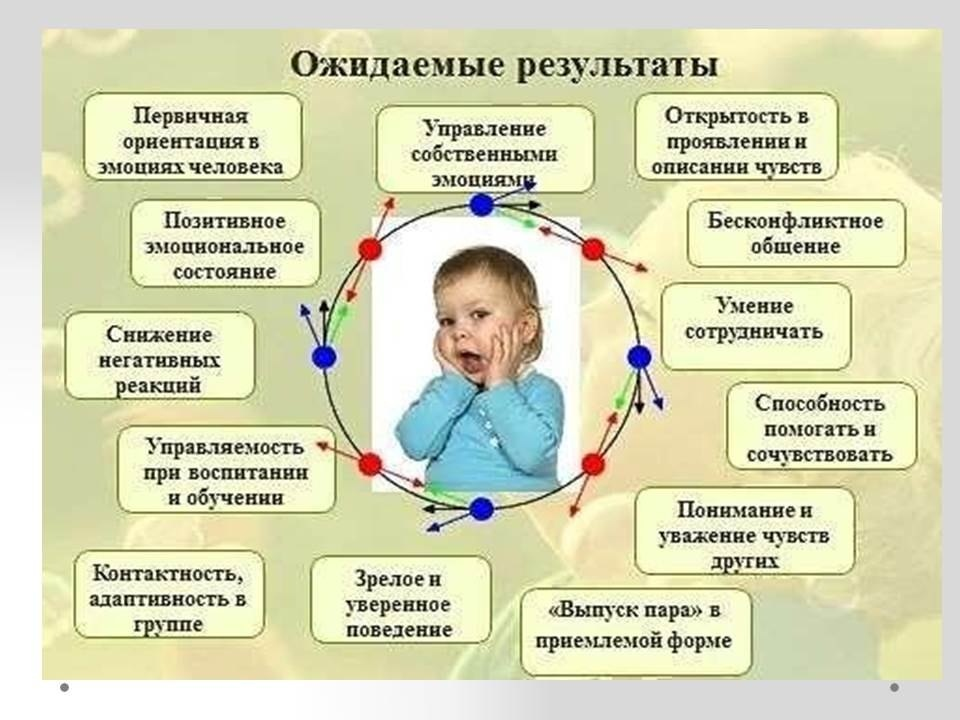 Ожидаемые результаты
Первичная
ориентация в
эмоциях человека
Управление
собственными
эмоциями
Открытость в
проявлении и
описании чувств
Позитивное
эмоциональное
состояние
Бесконфликтное
общение
Снижение
негативных
реакций
Умение
сотрудничать
Управляемость
при воспитании
и обучении
Способность
помогать и
сочувствовать
Понимание и
уважение чувств
других
Контактность,
адаптивность в
группе
Зрелое и
уверенное
поведение
«Выпуск пара» в
приемлемой форме